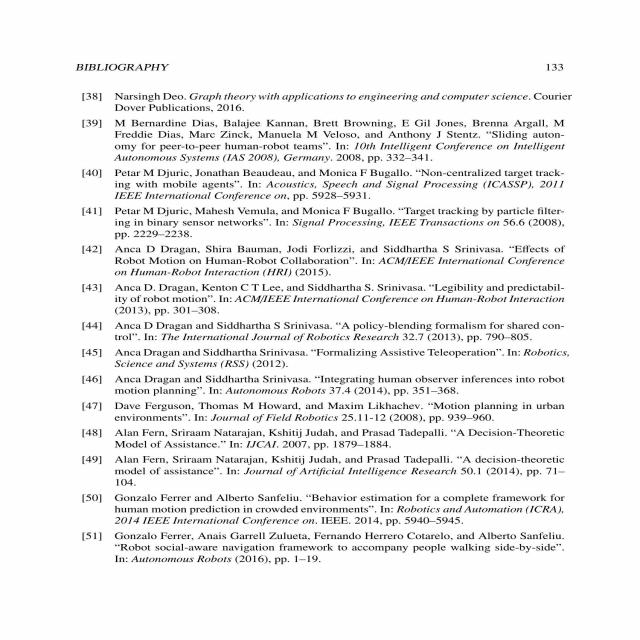 BIBLIOGRAPHY 133
[38] Narsingh Deo. Graph theory with applications to engineering and computer science. Courier
Dover Publications, 2016.
[39] M Bernardine Dias, Balajee Kannan, Brett Browning, E Gil Jones, Brenna Argall, M
Freddie Dias, Marc Zinck, Manuela M Veloso, and Anthony J Stentz. “Sliding auton-
omy for peer-to-peer human-robot teams”. In: 10th Intelligent Conference on Intelligent
Autonomous Systems (IAS 2008), Germany. 2008, pp. 332–341.
[40] Petar M Djuric, Jonathan Beaudeau, and Monica F Bugallo. “Non-centralized target track-
ing with mobile agents”. In: Acoustics, Speech and Signal Processing (ICASSP), 2011
IEEE International Conference on, pp. 5928–5931.
[41] Petar M Djuric, Mahesh Vemula, and Monica F Bugallo. “Target tracking by particle filter-
ing in binary sensor networks”. In: Signal Processing, IEEE Transactions on 56.6 (2008),
pp. 2229–2238.
[42] Anca D Dragan, Shira Bauman, Jodi Forlizzi, and Siddhartha S Srinivasa. “Effects of
Robot Motion on Human-Robot Collaboration”. In: ACM/IEEE International Conference
on Human-Robot Interaction (HRI) (2015).
[43] Anca D. Dragan, Kenton C T Lee, and Siddhartha S. Srinivasa. “Legibility and predictabil-
ity of robot motion”. In: ACM/IEEE International Conference on Human-Robot Interaction
(2013), pp. 301–308.
[44] Anca D Dragan and Siddhartha S Srinivasa. “A policy-blending formalism for shared con-
trol”. In: The International Journal of Robotics Research 32.7 (2013), pp. 790–805.
[45] Anca Dragan and Siddhartha Srinivasa. “Formalizing Assistive Teleoperation”. In: Robotics,
Science and Systems (RSS) (2012).
[46] Anca Dragan and Siddhartha Srinivasa. “Integrating human observer inferences into robot
motion planning”. In: Autonomous Robots 37.4 (2014), pp. 351–368.
[47] Dave Ferguson, Thomas M Howard, and Maxim Likhachev. “Motion planning in urban
environments”. In: Journal of Field Robotics 25.11-12 (2008), pp. 939–960.
[48] Alan Fern, Sriraam Natarajan, Kshitij Judah, and Prasad Tadepalli. “A Decision-Theoretic
Model of Assistance.” In: IJCAI. 2007, pp. 1879–1884.
[49] Alan Fern, Sriraam Natarajan, Kshitij Judah, and Prasad Tadepalli. “A decision-theoretic
model of assistance”. In: Journal of Artificial Intelligence Research 50.1 (2014), pp. 71–
104.
[50] Gonzalo Ferrer and Alberto Sanfeliu. “Behavior estimation for a complete framework for
human motion prediction in crowded environments”. In: Robotics and Automation (ICRA),
2014 IEEE International Conference on. IEEE. 2014, pp. 5940–5945.
[51] Gonzalo Ferrer, Anais Garrell Zulueta, Fernando Herrero Cotarelo, and Alberto Sanfeliu.
“Robot social-aware navigation framework to accompany people walking side-by-side”.
In: Autonomous Robots (2016), pp. 1–19.